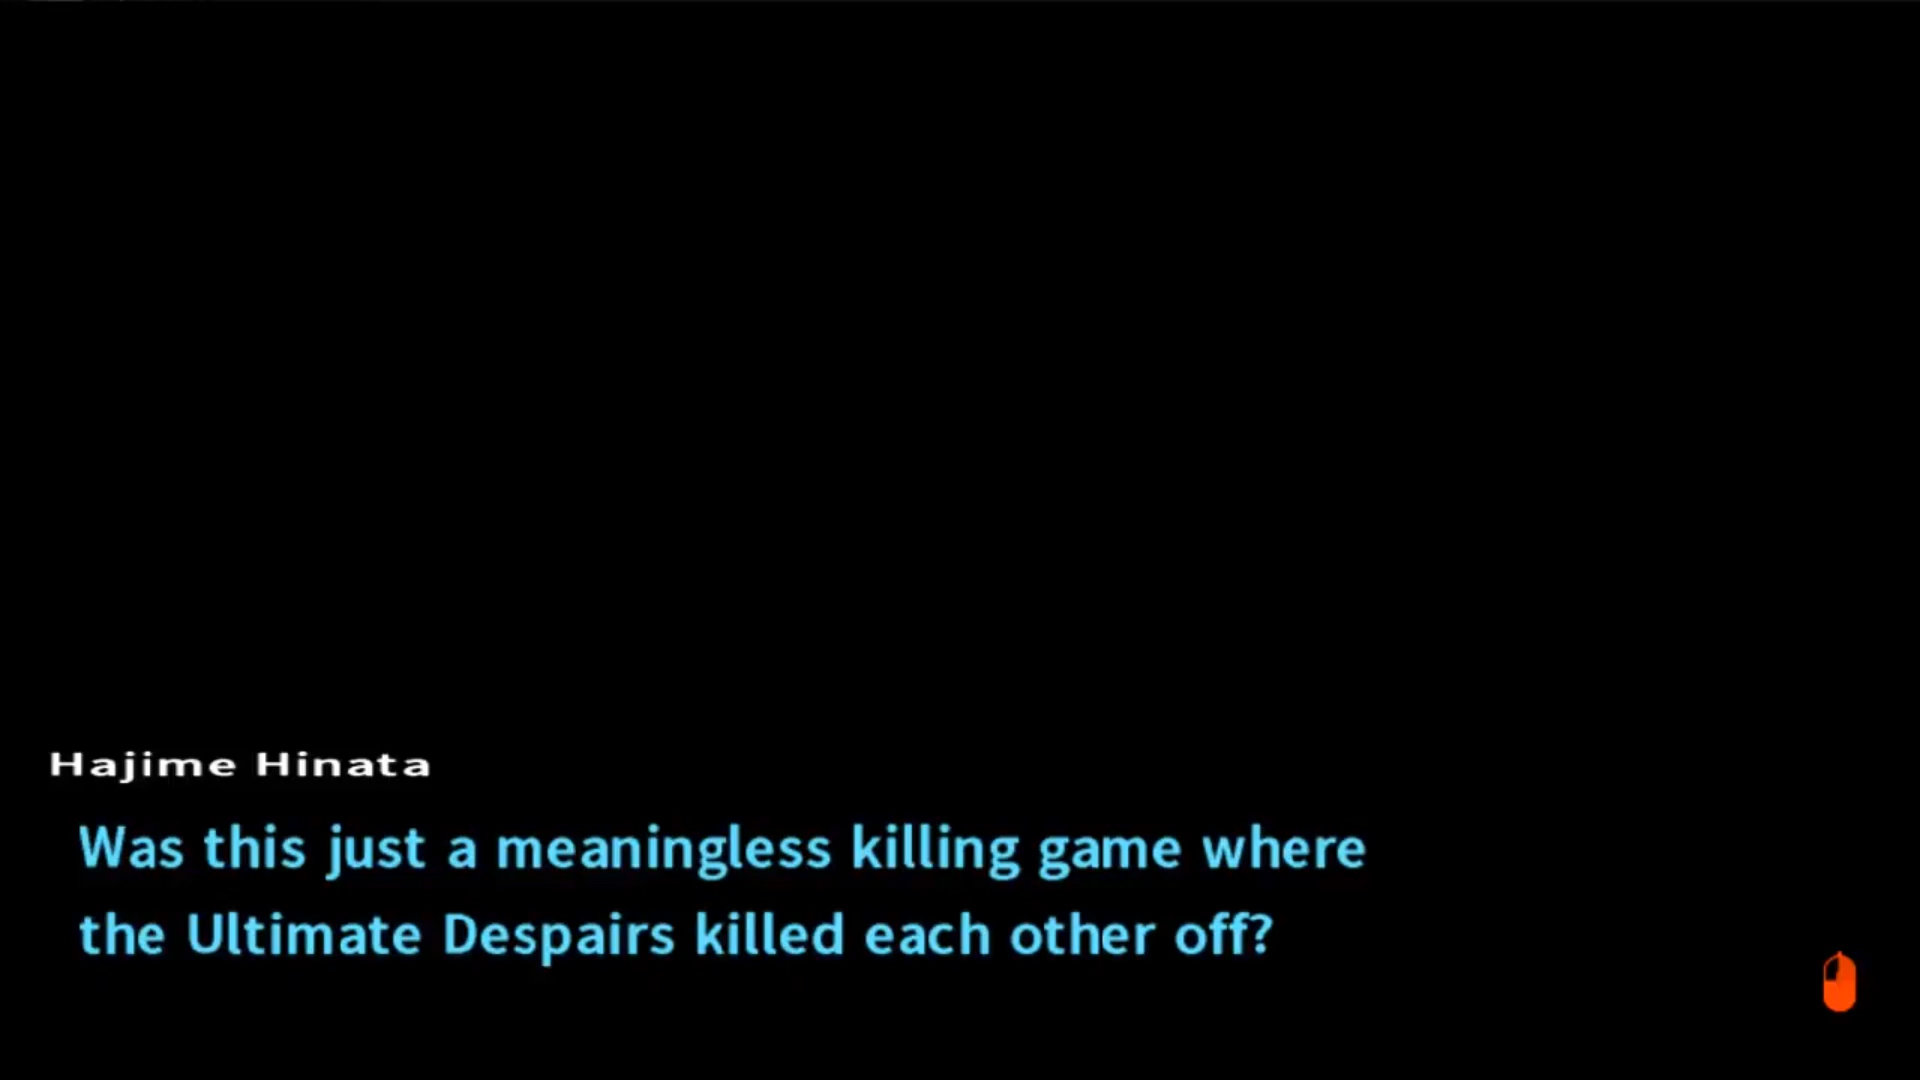 Hajime Hinata
Was this just a meaningless killing game where
the Ultimate Despairs killed each other off?